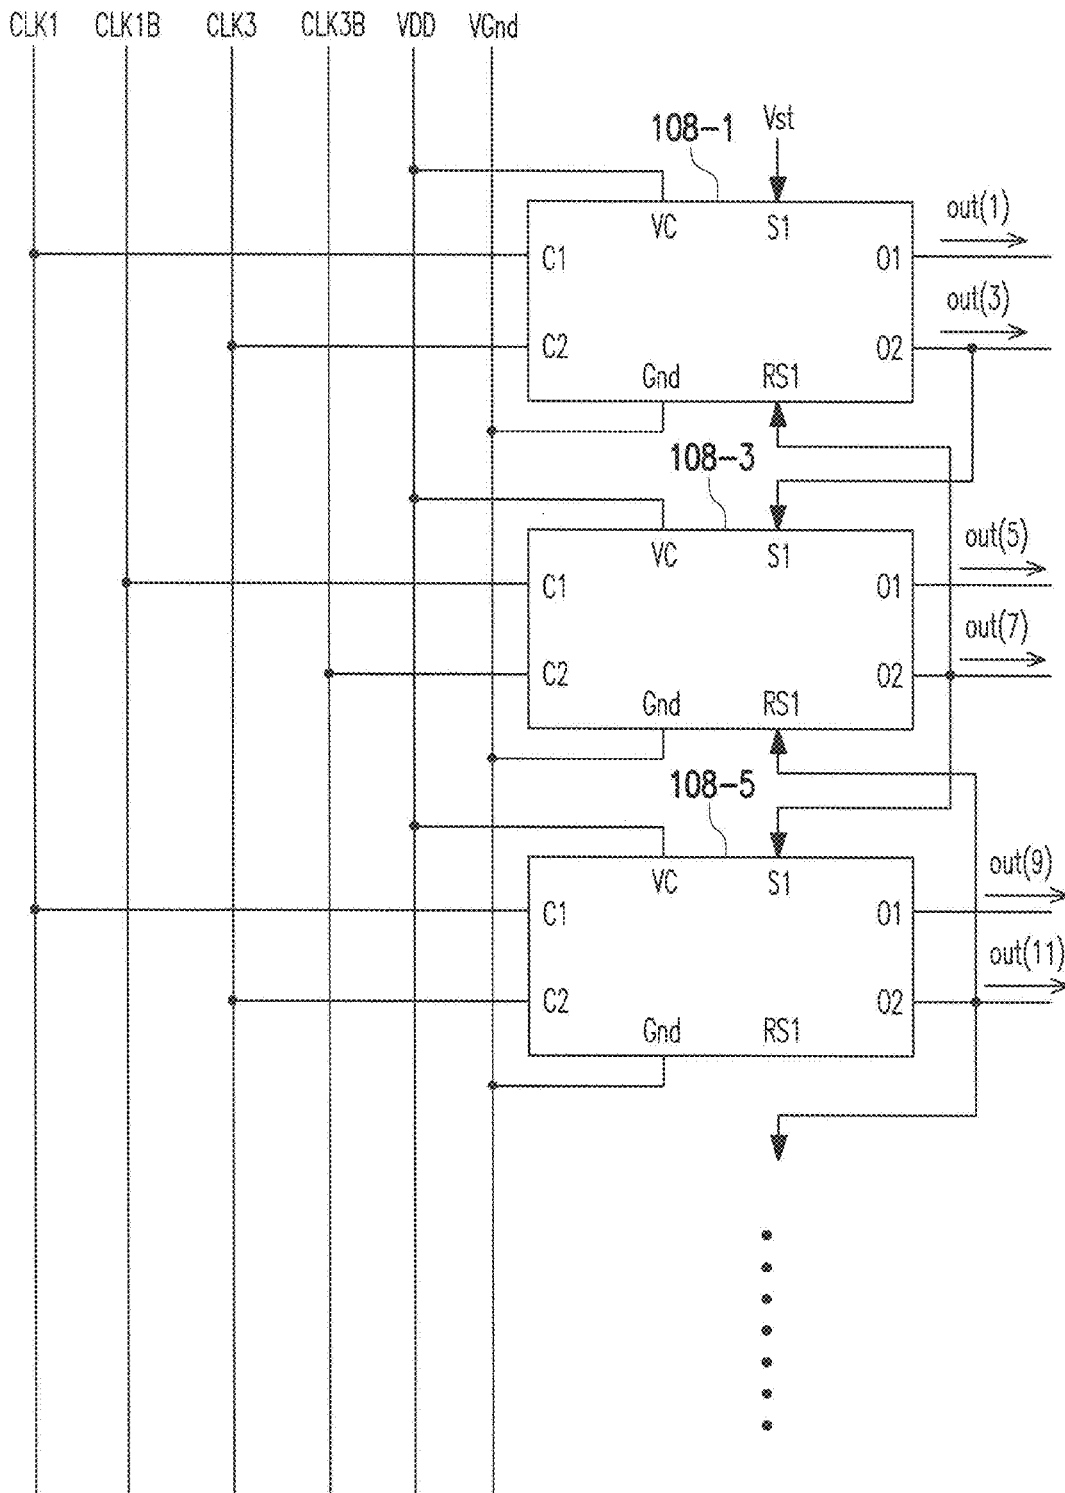 CLK1 CLK1B CLK3 CLK3B VDD VGnd
108-1 Vst
VC S1
C1 O1 out(1)
C2 O2 out(3)
Gnd RS1
108-3
VC S1
C1 O1 out(5)
C2 O2 out(7)
Gnd RS1
108-5
VC S1
C1 O1 out(9)
C2 O2 out(11)
Gnd RS1